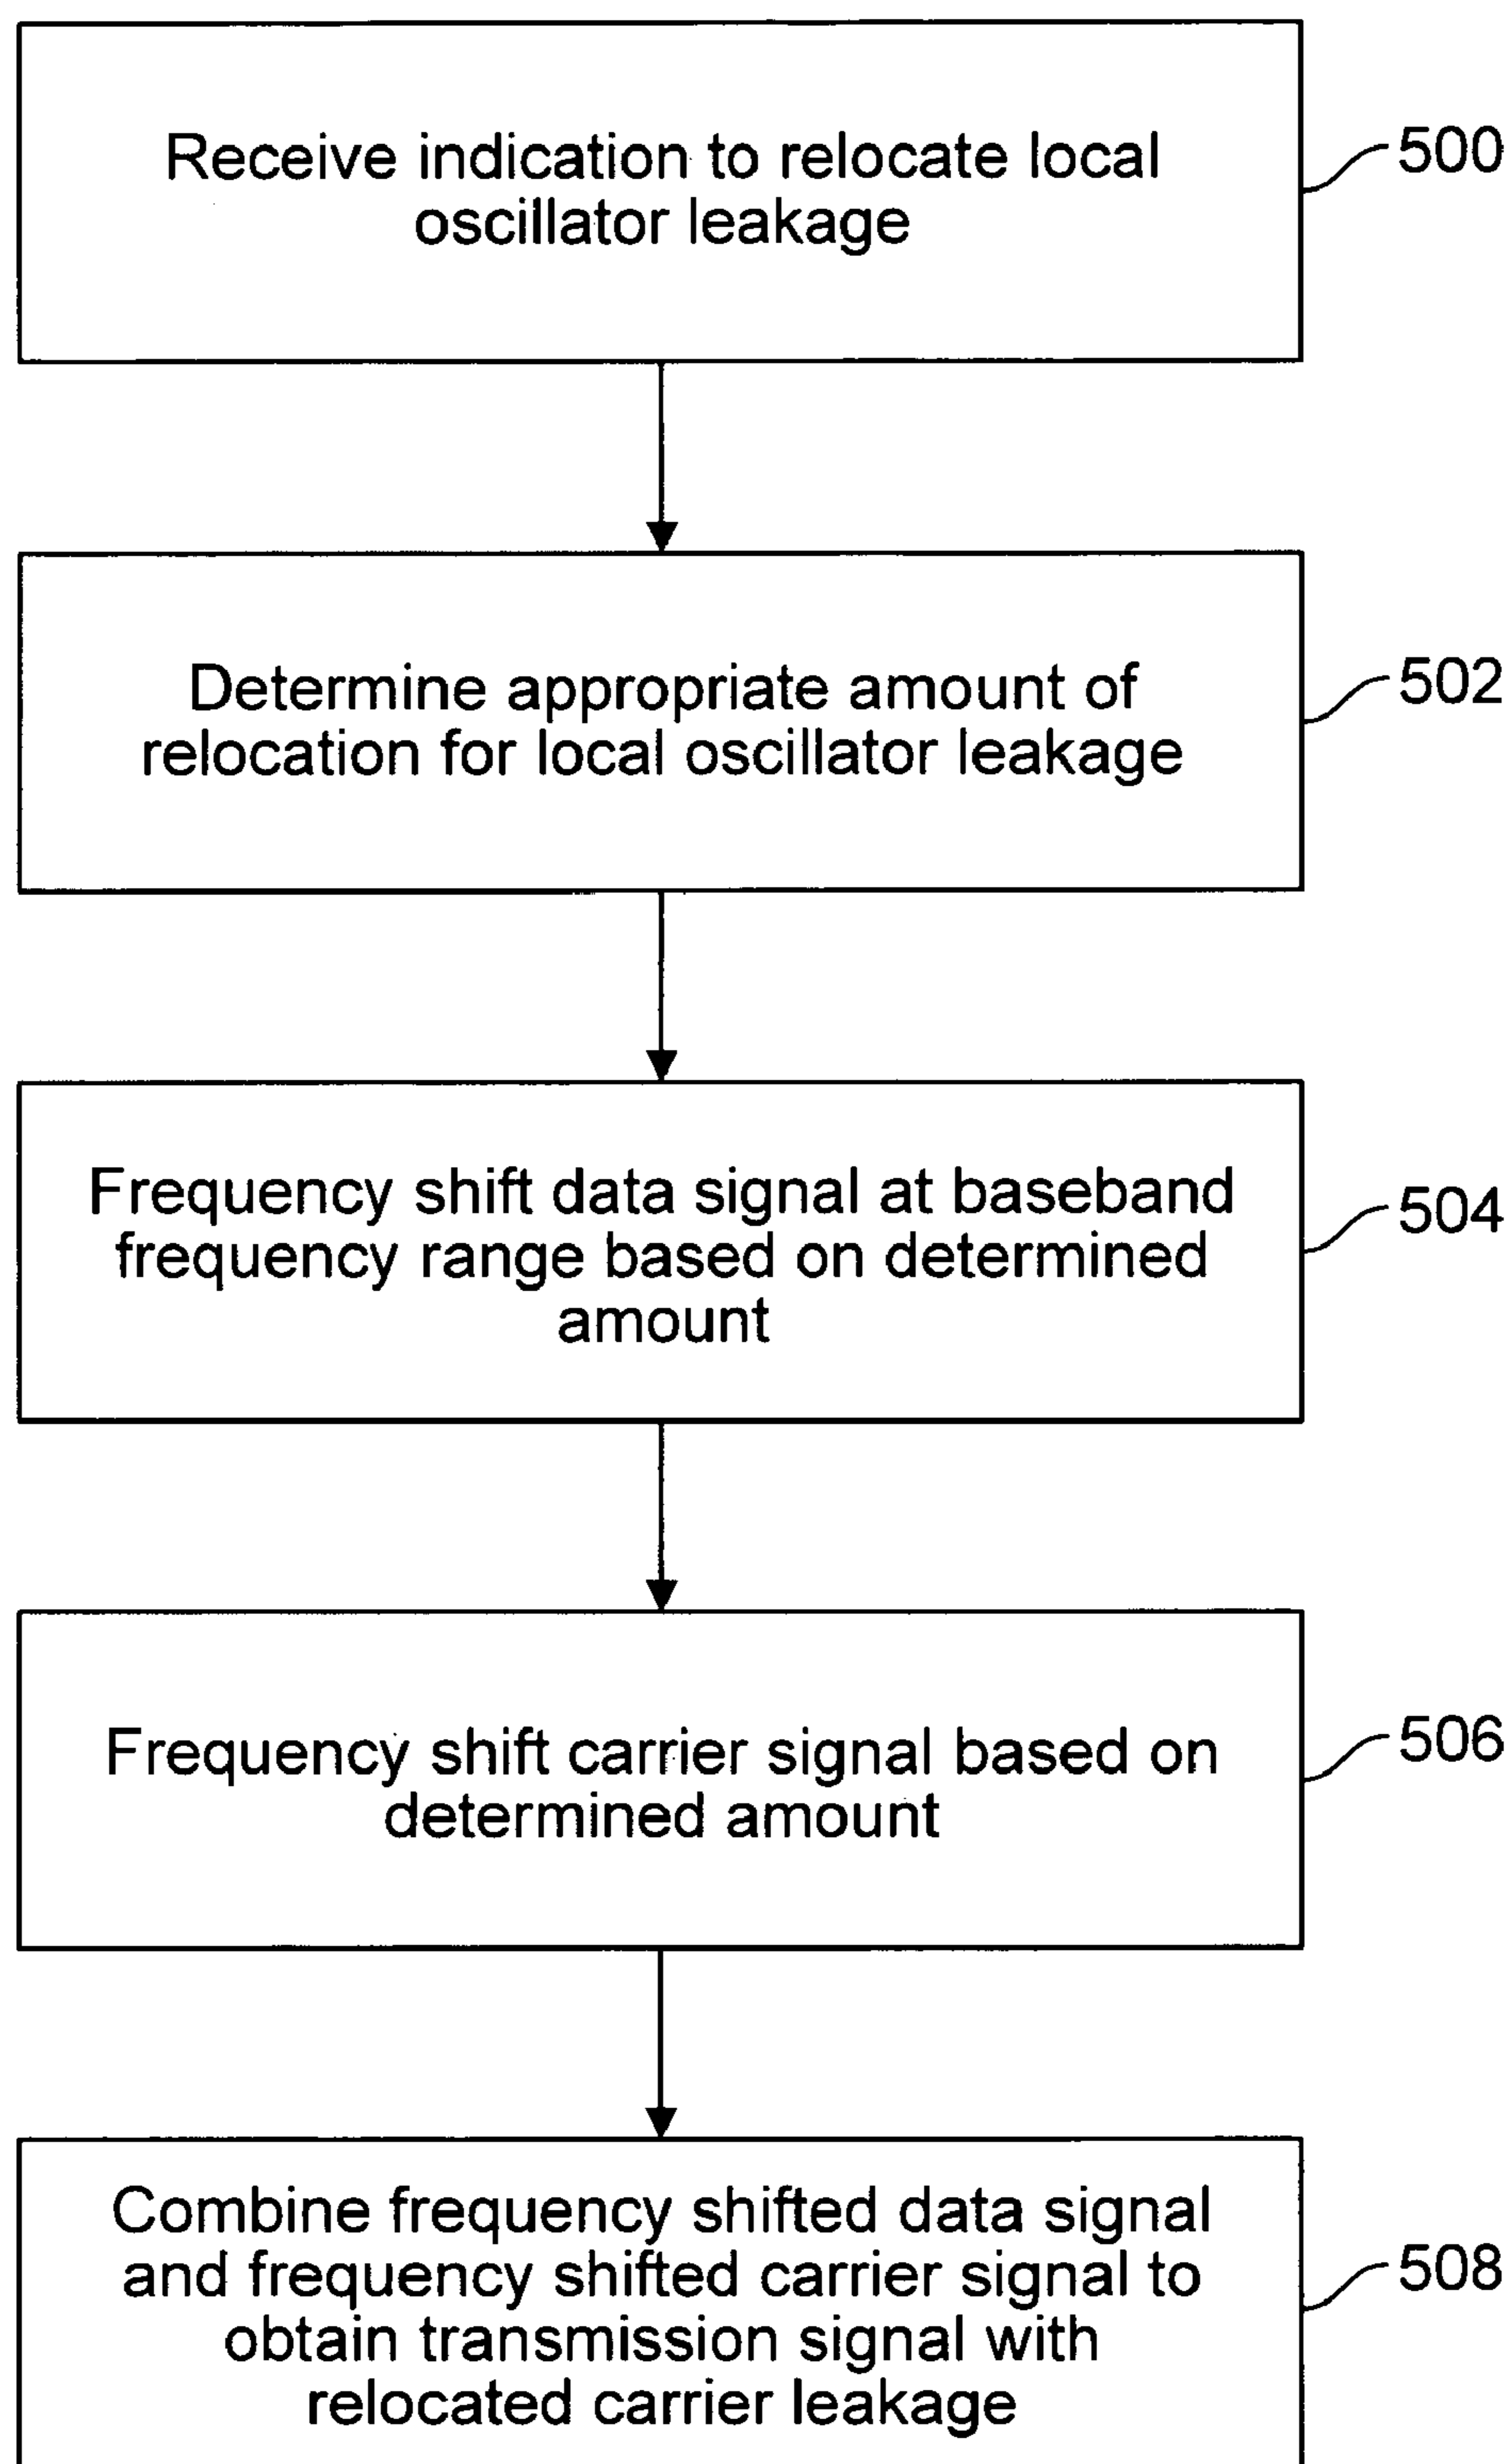 Receive indication to relocate local
oscillator leakage
500
Determine appropriate amount of
relocation for local oscillator leakage
502
Frequency shift data signal at baseband
frequency range based on determined
amount
504
Frequency shift carrier signal based on
determined amount
506
Combine frequency shifted data signal
and frequency shifted carrier signal to
obtain transmission signal with
relocated carrier leakage
508